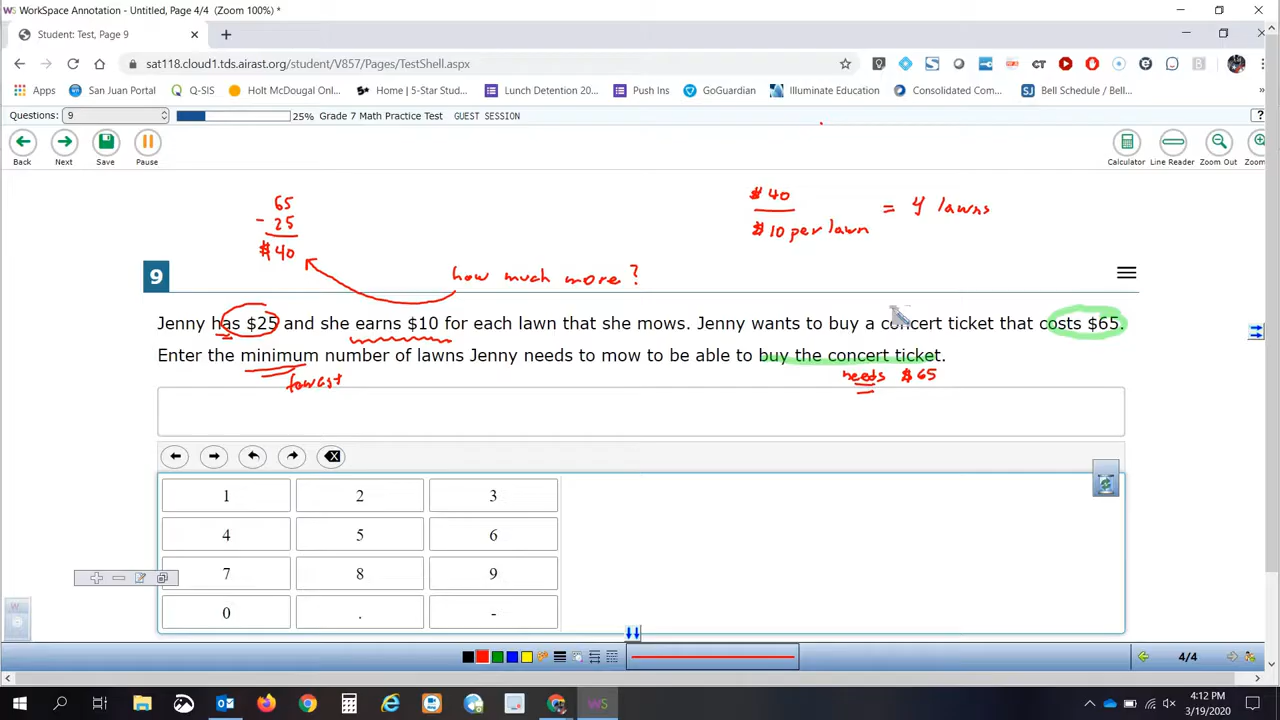 WorkSpace Annotation - Untitled, Page 4/4 (Zoom 100%) *
Student: Test, Page 9
sat118.cloud1.tds.airast.org/student/V857/Pages/TestShell.aspx
Apps San Juan Portal Q-SIS Holt McDougal Onl... Home | 5-Star Stud... Lunch Detention 20... Push Ins GoGuardian Illuminate Education Consolidated Com... Bell Schedule / Bel...
Questions: 9 25% Grade 7 Math Practice Test GUEST SESSION
Back Next Save Pause Calculator Line Reader Zoom Out Zoom
65
- 25
$40
$40
$10 per lawn
= 4 lawns
how much more?
9
Jenny has $25 and she earns $10 for each lawn that she mows. Jenny wants to buy a concert ticket that costs $65.
Enter the minimum number of lawns Jenny needs to mow to be able to buy the concert ticket.
fewest
needs $65
1 2 3
4 5 6
7 8 9
0 . -
4/4
4:12 PM
3/19/2020